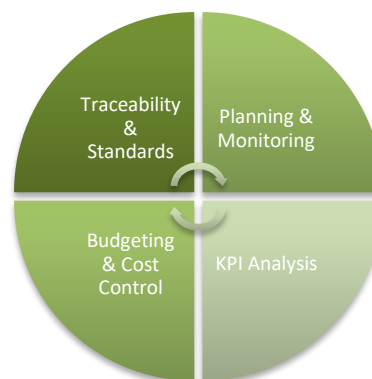 Traceability
&
Standards
Planning &
Monitoring
Budgeting
& Cost
Control
KPI Analysis